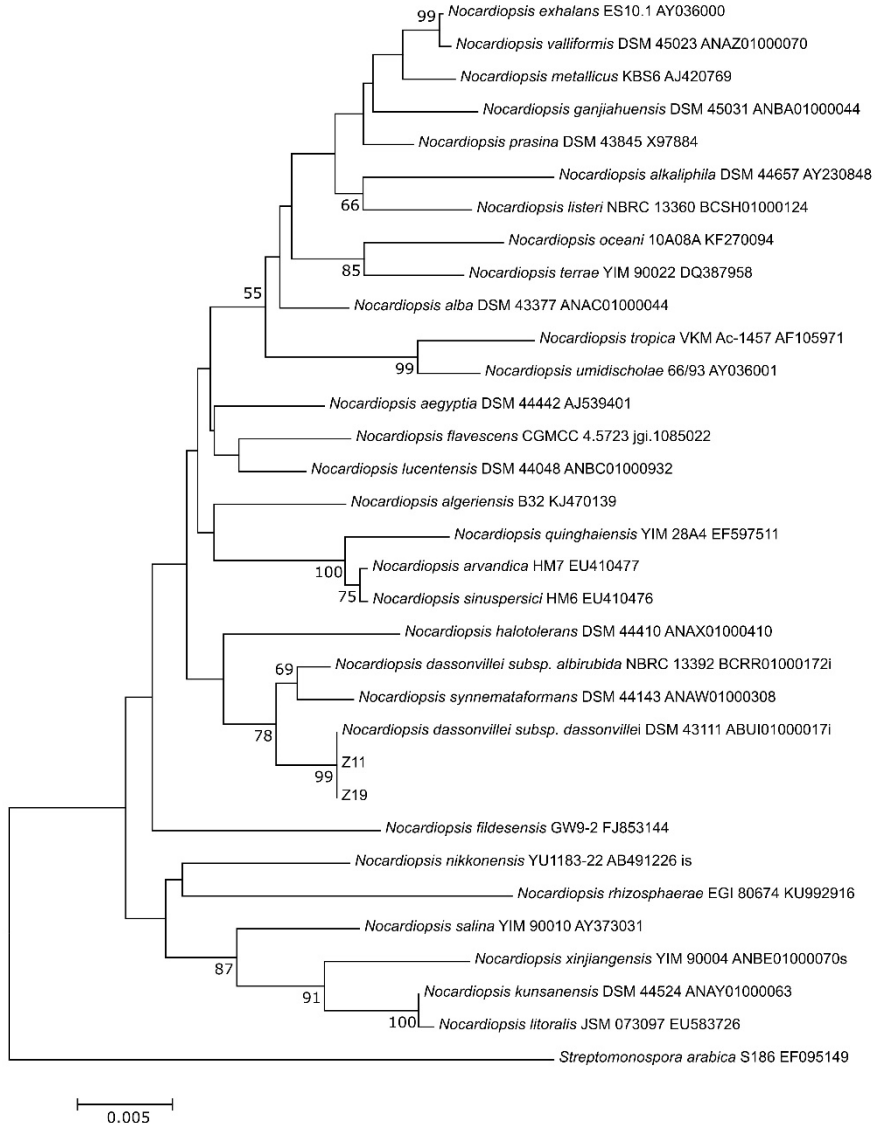 99
Nocardiopsis exhalans ES10.1 AY036000
Nocardiopsis valliformis DSM 45023 ANAZ01000070
Nocardiopsis metallicus KBS6 AJ420769
Nocardiopsis ganjiahuensis DSM 45031 ANBA01000044
Nocardiopsis prasina DSM 43845 X97884
Nocardiopsis alkaliphila DSM 44657 AY230848
66
Nocardiopsis listeri NBRC 13360 BCSH01000124
Nocardiopsis oceani 10A08A KF270094
85
Nocardiopsis terrae YIM 90022 DQ387958
55
Nocardiopsis alba DSM 43377 ANAC01000044
Nocardiopsis tropica VKM Ac-1457 AF105971
99
Nocardiopsis umidischolae 66/93 AY036001
Nocardiopsis aegyptia DSM 44442 AJ539401
Nocardiopsis flavescens CGMCC 4.5723 jgi.1085022
Nocardiopsis lucentensis DSM 44048 ANBC01000932
Nocardiopsis algeriensis B32 KJ470139
Nocardiopsis quinghaiensis YIM 28A4 EF597511
100
Nocardiopsis arvandica HM7 EU410477
75
Nocardiopsis sinuspersici HM6 EU410476
Nocardiopsis halotolerans DSM 44410 ANAX01000410
69
Nocardiopsis dassonvillei subsp. albirubida NBRC 13392 BCRR01000172i
Nocardiopsis synnemataformans DSM 44143 ANAW01000308
78
Nocardiopsis dassonvillei subsp. dassonvillei DSM 43111 ABUI01000017i
99
Z11
Z19
Nocardiopsis fildesensis GW9-2 FJ853144
Nocardiopsis nikkonensis YU1183-22 AB491226 is
Nocardiopsis rhizosphaerae EGI 80674 KU992916
Nocardiopsis salina YIM 90010 AY373031
87
Nocardiopsis xinjiangensis YIM 90004 ANBE01000070s
91
Nocardiopsis kunsanensis DSM 44524 ANAY01000063
100
Nocardiopsis litoralis JSM 073097 EU583726
Streptomonospora arabica S186 EF095149
0.005